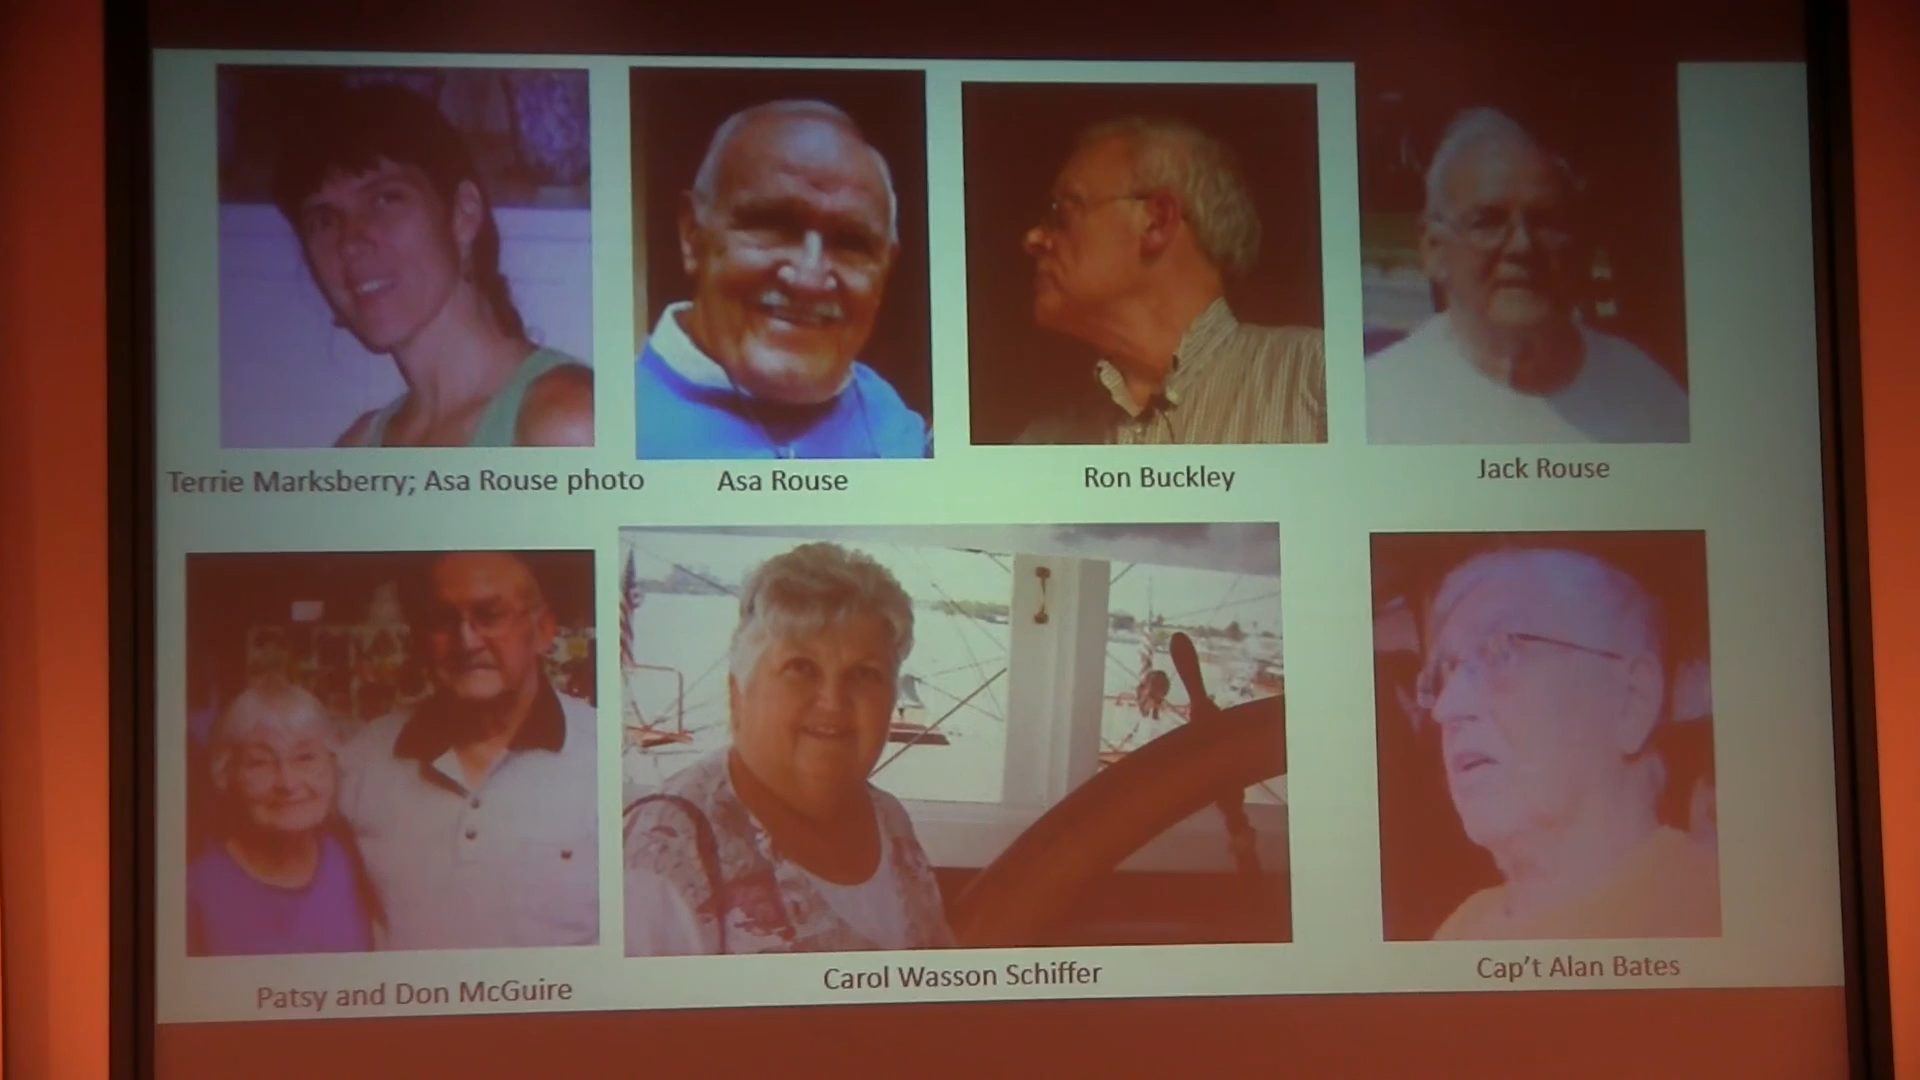 Terrie Marksberry; Asa Rouse photo
Asa Rouse
Ron Buckley
Jack Rouse
Patsy and Don McGuire
Carol Wasson Schiffer
Cap't Alan Bates